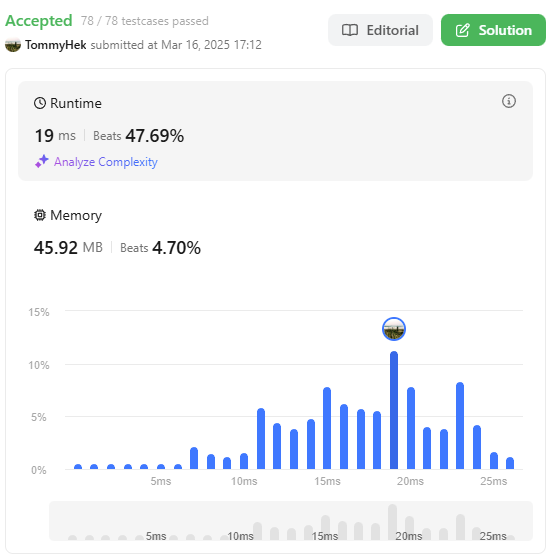 Accepted 78 / 78 testcases passed
TommyHek submitted at Mar 16, 2025 17:12
Editorial
Solution
Runtime
19 ms Beats 47.69%
Analyze Complexity
Memory
45.92 MB Beats 4.70%
15%
10%
5%
0%
5ms 10ms 15ms 20ms 25ms
5ms 10ms 15ms 20ms 25ms